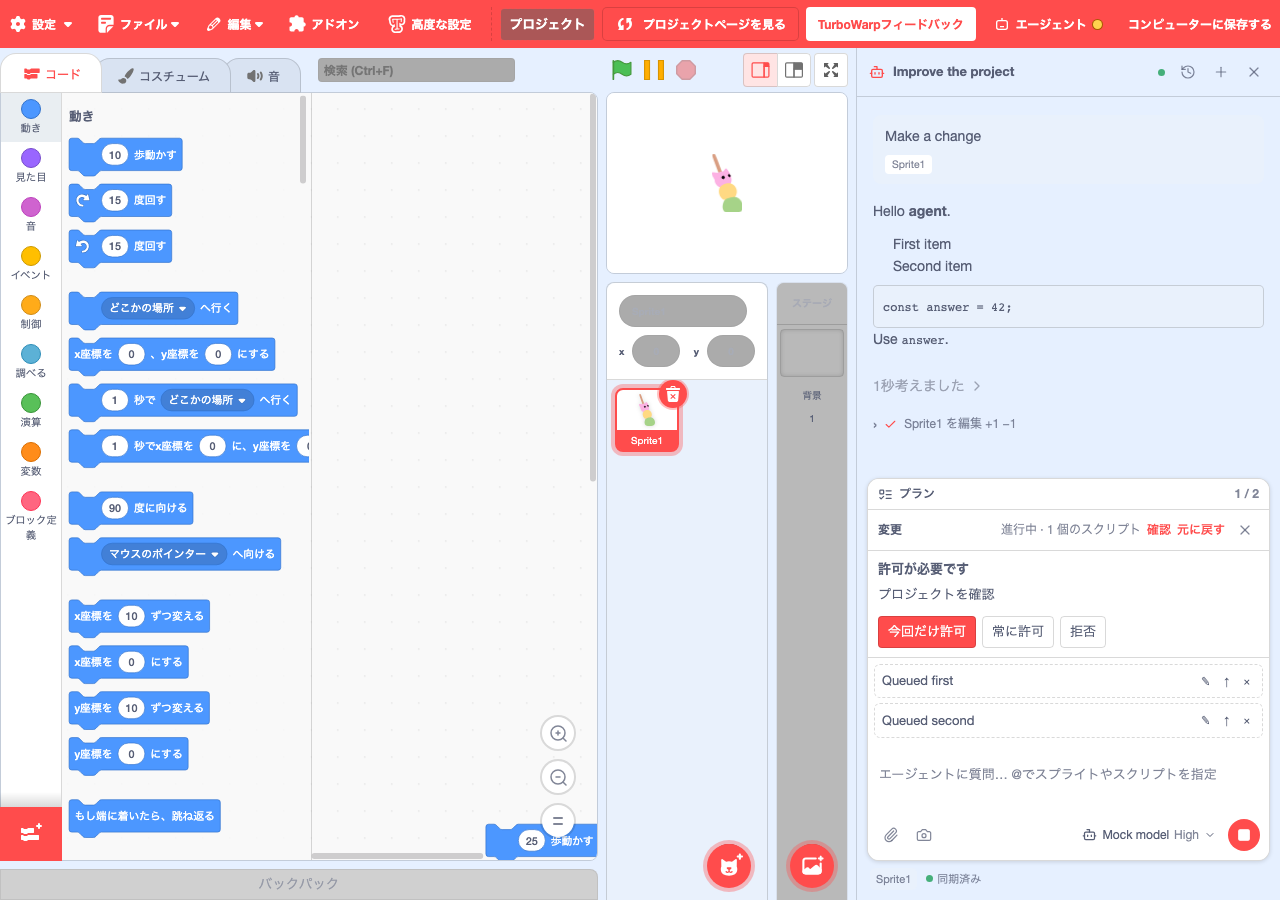 設定
ファイル
編集
アドオン
高度な設定
プロジェクト
プロジェクトページを見る
TurboWarpフィードバック
エージェント
コンピューターに保存する
コード
コスチューム
音
検索 (Ctrl+F)
動き
見た目
音
イベント
制御
調べる
演算
変数
ブロック定義
動き
10 歩動かす
15 度回す
15 度回す
どこかの場所 へ行く
x座標を 0 、y座標を 0 にする
1 秒で どこかの場所 へ行く
1 秒でx座標を 0 に、y座標を
90 度に向ける
マウスのポインター へ向ける
x座標を 10 ずつ変える
x座標を 0 にする
y座標を 10 ずつ変える
y座標を 0 にする
もし端に着いたら、跳ね返る
25 歩動かす
バックパック
x
y
Sprite1
ステージ
背景
1
Improve the project
Make a change
Sprite1
Hello agent.
First item
Second item
const answer = 42;
Use answer.
1秒考えました
Sprite1 を編集 +1 −1
プラン
1 / 2
変更
進行中 · 1 個のスクリプト 確認 元に戻す
許可が必要です
プロジェクトを確認
今回だけ許可
常に許可
拒否
Queued first
Queued second
エージェントに質問… @でスプライトやスクリプトを指定
Mock model High
Sprite1
同期済み